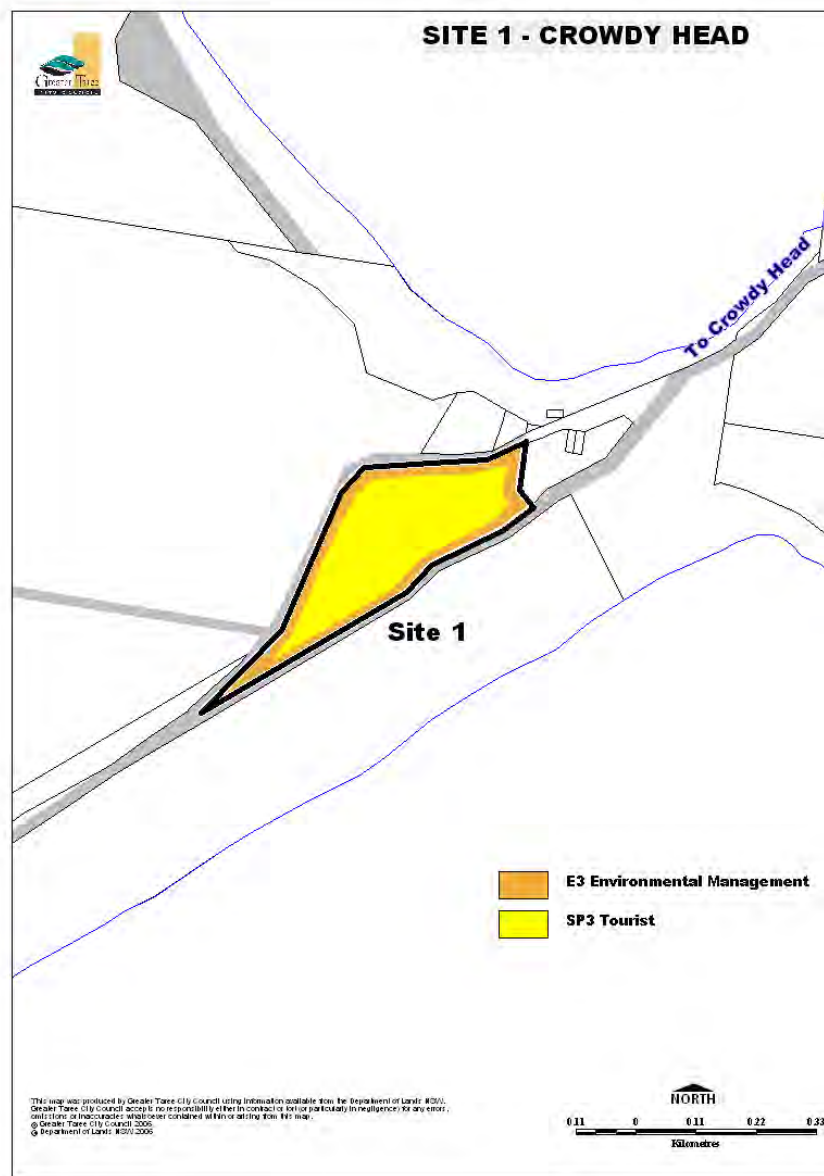 SITE 1 - CROWDY HEAD
Greater Taree
CITY COUNCIL
To Crowdy Head
Site 1
E3 Environmental Management
SP3 Tourist
This map was produced by Greater Taree City Council using information available from the Department of Lands NSW.
Greater Taree City Council accepts no responsibility either in contract or tort (or particularly in negligence) for any errors,
omissions or inaccuracies whatsoever contained within or arising from this map.
© Greater Taree City Council 2006
© Department of Lands NSW 2006
NORTH
0.11 0 0.11 0.22 0.33
Kilometres